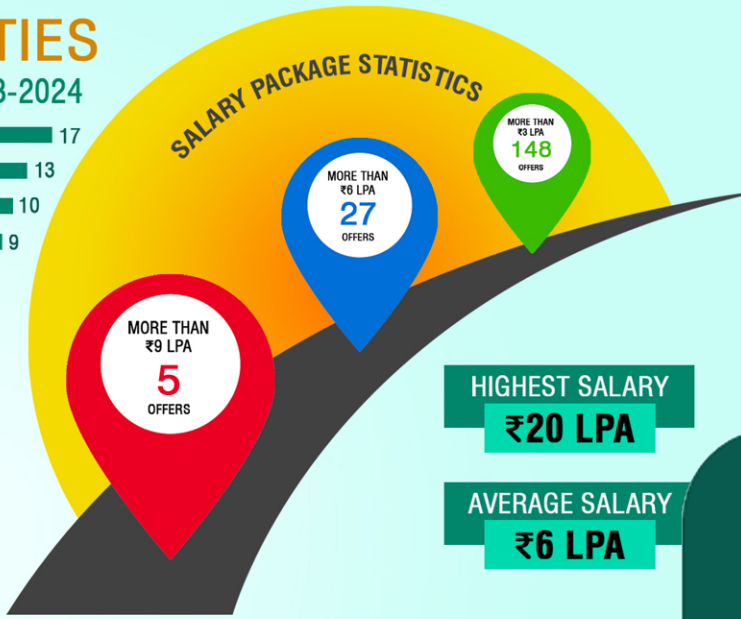 TIES
3-2024
17
13
10
9
SALARY PACKAGE STATISTICS
MORE THAN
₹3 LPA
148
OFFERS
MORE THAN
₹6 LPA
27
OFFERS
MORE THAN
₹9 LPA
5
OFFERS
HIGHEST SALARY
₹20 LPA
AVERAGE SALARY
₹6 LPA